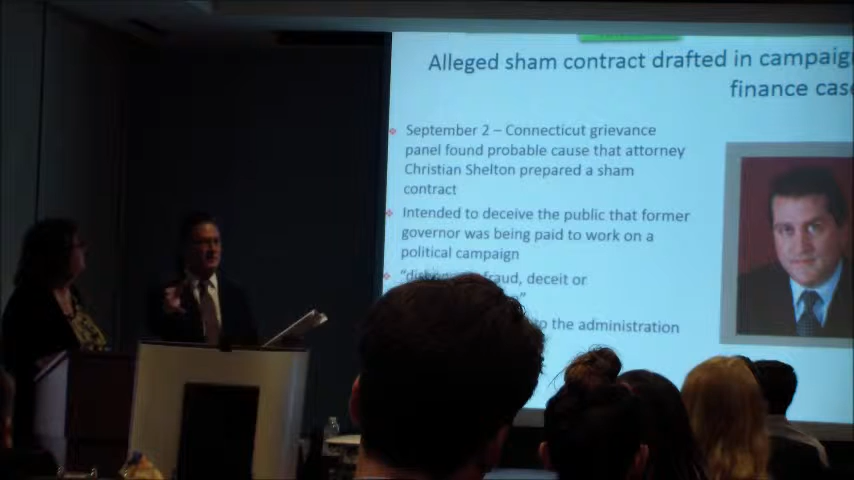 Alleged sham contract drafted in campaig
finance case
September 2 – Connecticut grievance
panel found probable cause that attorney
Christian Shelton prepared a sham
contract
Intended to deceive the public that former
governor was being paid to work on a
political campaign
fraud, deceit or
”
to the administration